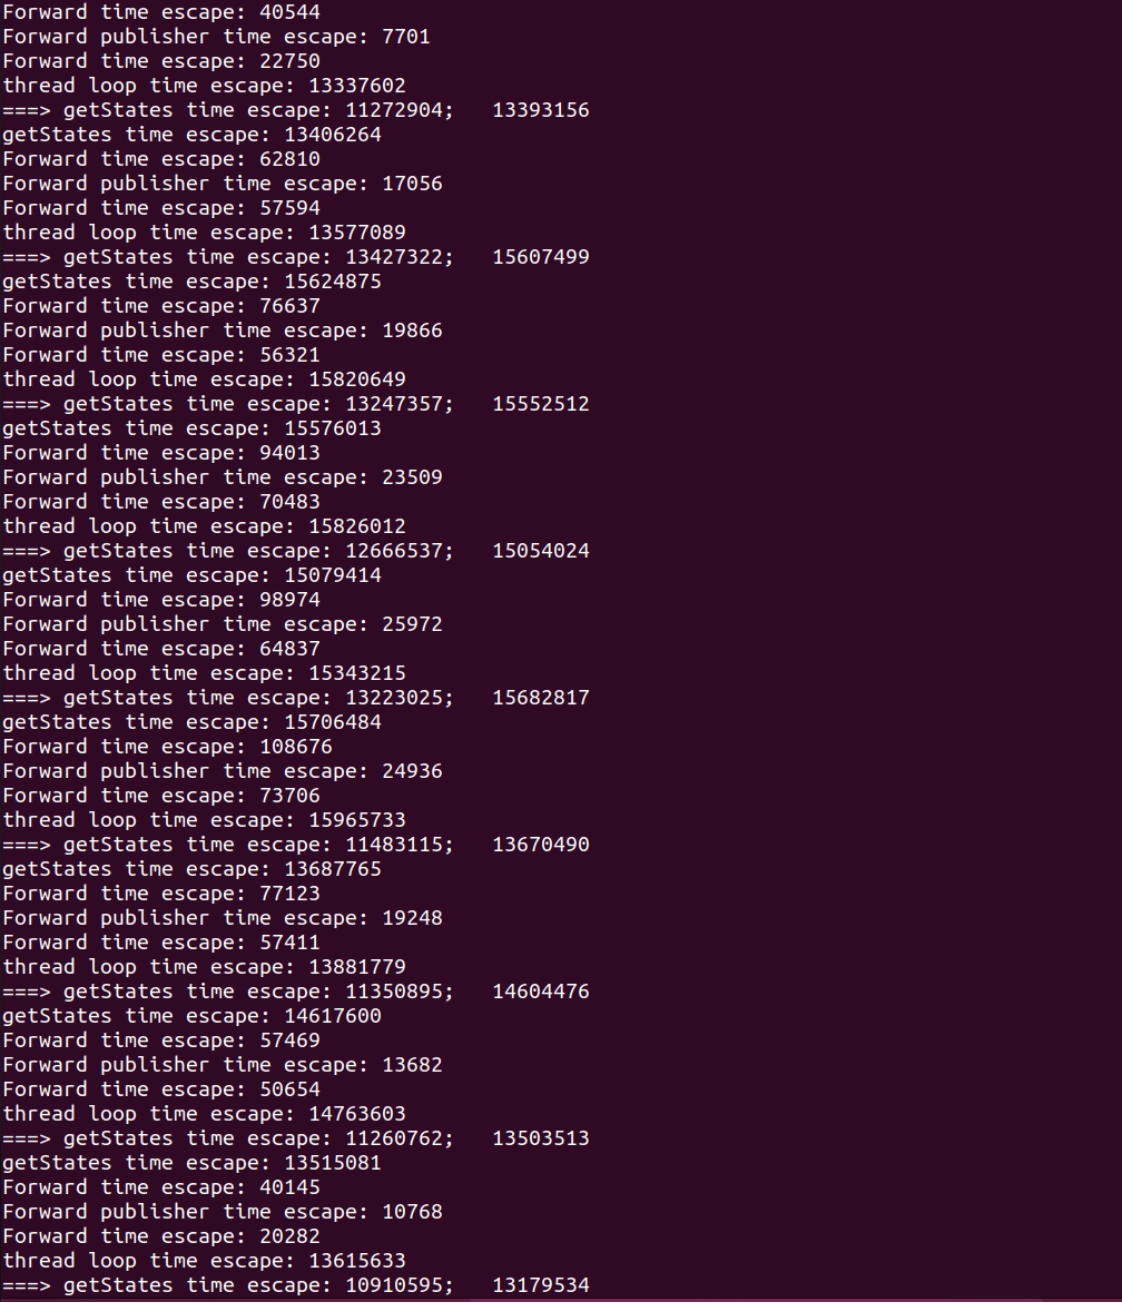 Forward time escape: 40544
Forward publisher time escape: 7701
Forward time escape: 22750
thread loop time escape: 13337602
===> getStates time escape: 11272904;   13393156
getStates time escape: 13406264
Forward time escape: 62810
Forward publisher time escape: 17056
Forward time escape: 57594
thread loop time escape: 13577089
===> getStates time escape: 13427322;   15607499
getStates time escape: 15624875
Forward time escape: 76637
Forward publisher time escape: 19866
Forward time escape: 56321
thread loop time escape: 15820649
===> getStates time escape: 13247357;   15552512
getStates time escape: 15576013
Forward time escape: 94013
Forward publisher time escape: 23509
Forward time escape: 70483
thread loop time escape: 15826012
===> getStates time escape: 12666537;   15054024
getStates time escape: 15079414
Forward time escape: 98974
Forward publisher time escape: 25972
Forward time escape: 64837
thread loop time escape: 15343215
===> getStates time escape: 13223025;   15682817
getStates time escape: 15706484
Forward time escape: 108676
Forward publisher time escape: 24936
Forward time escape: 73706
thread loop time escape: 15965733
===> getStates time escape: 11483115;   13670490
getStates time escape: 13687765
Forward time escape: 77123
Forward publisher time escape: 19248
Forward time escape: 57411
thread loop time escape: 13881779
===> getStates time escape: 11350895;   14604476
getStates time escape: 14617600
Forward time escape: 57469
Forward publisher time escape: 13682
Forward time escape: 50654
thread loop time escape: 14763603
===> getStates time escape: 11260762;   13503513
getStates time escape: 13515081
Forward time escape: 40145
Forward publisher time escape: 10768
Forward time escape: 20282
thread loop time escape: 13615633
===> getStates time escape: 10910595;   13179534